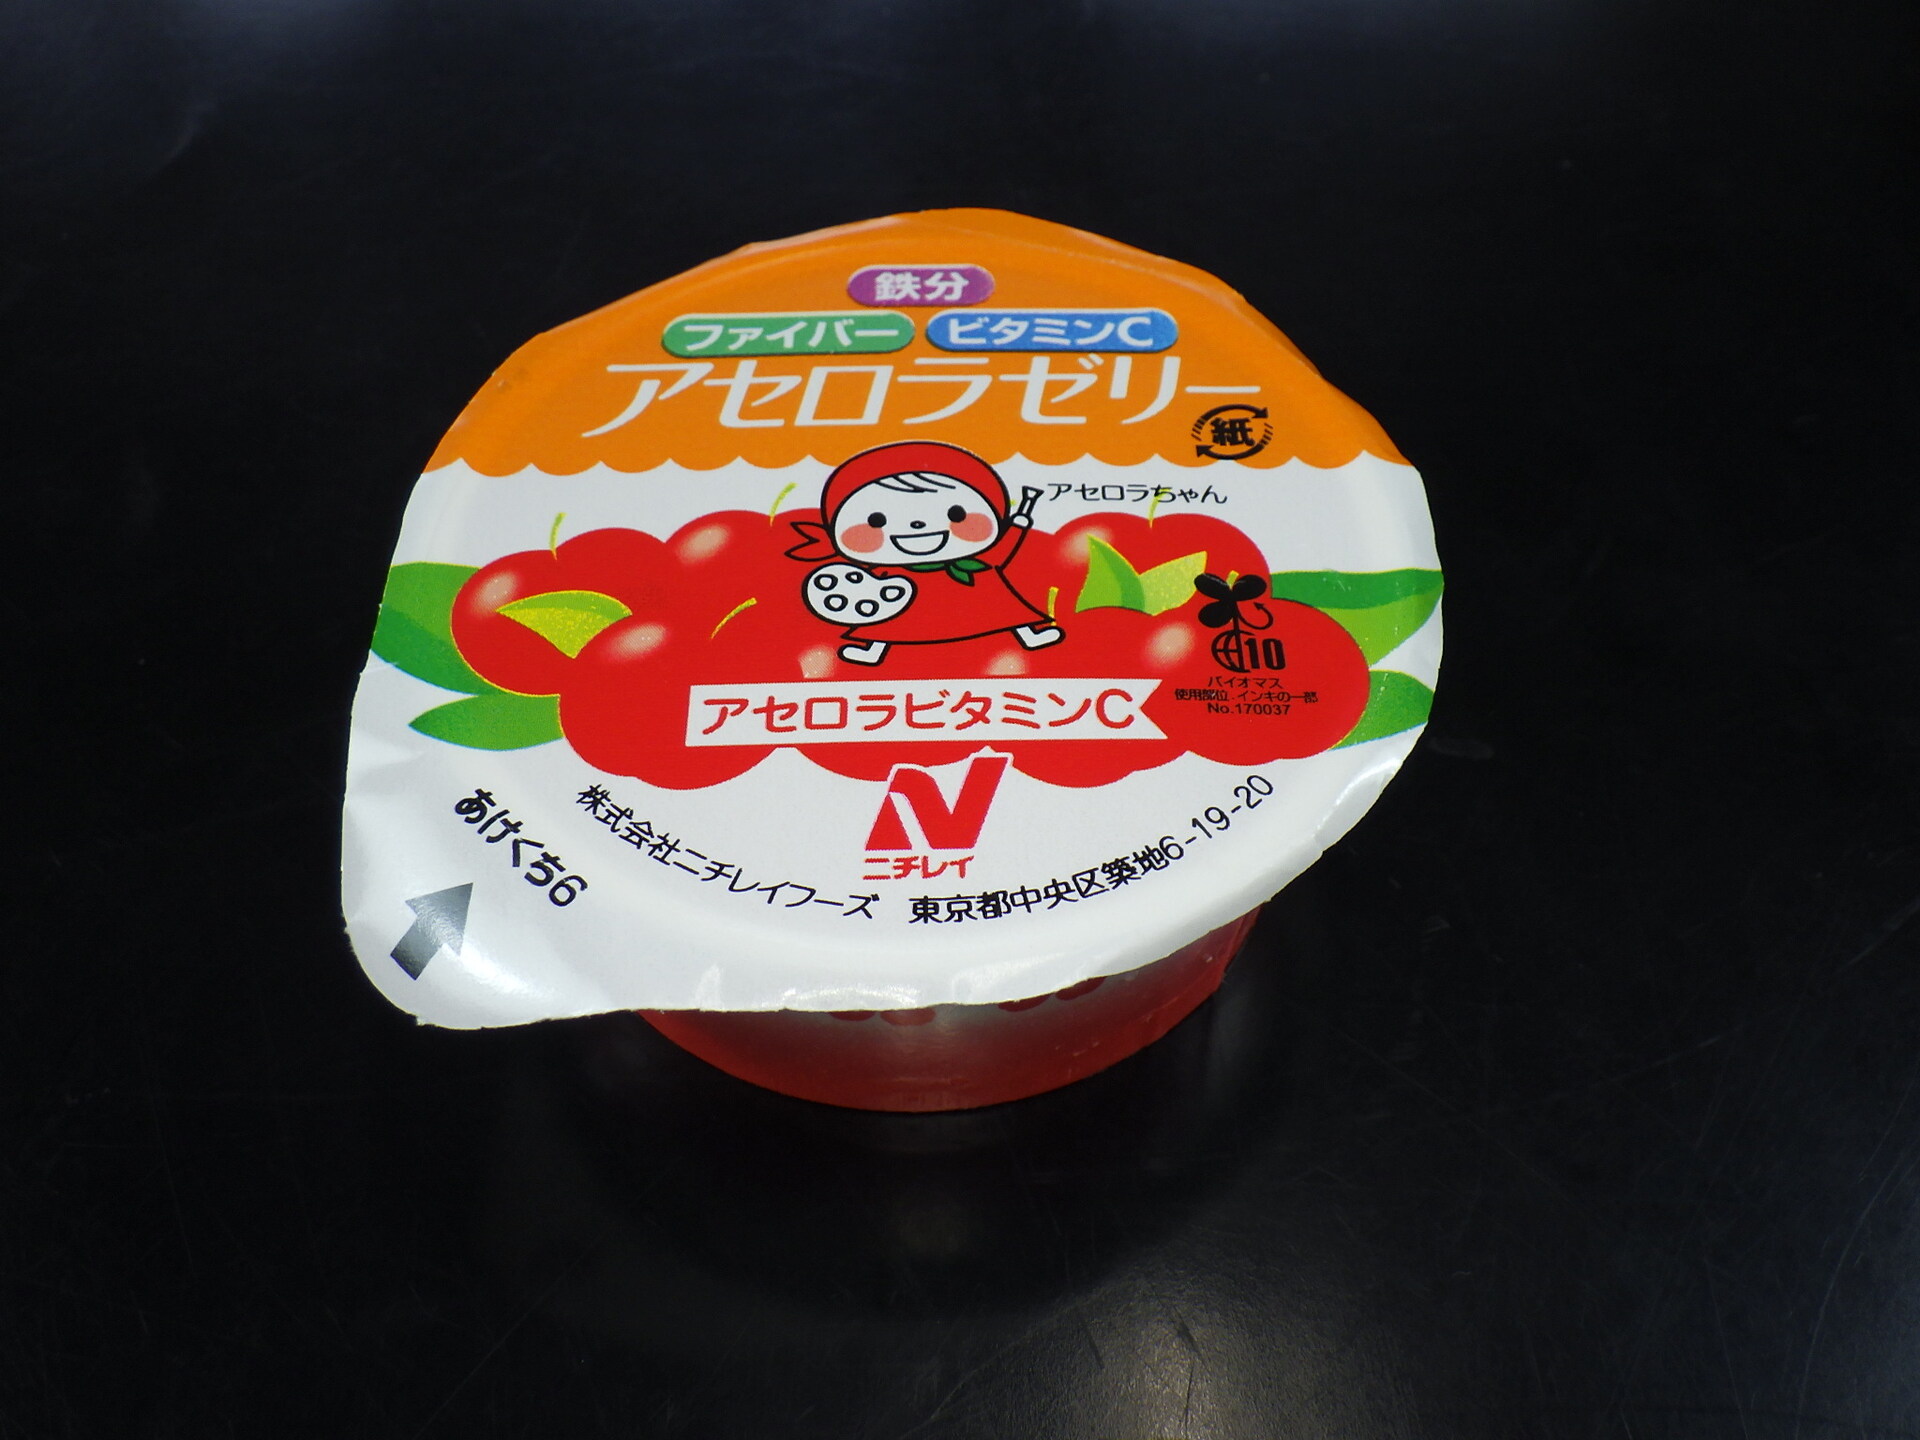 鉄分
ファイバー ビタミンC
アセロラゼリー
紙
アセロラちゃん
10
バイオマス
使用部位:インキの一部
No.170037
アセロラビタミンC
ニチレイ
あけくち6
株式会社ニチレイフーズ 東京都中央区築地6-19-20